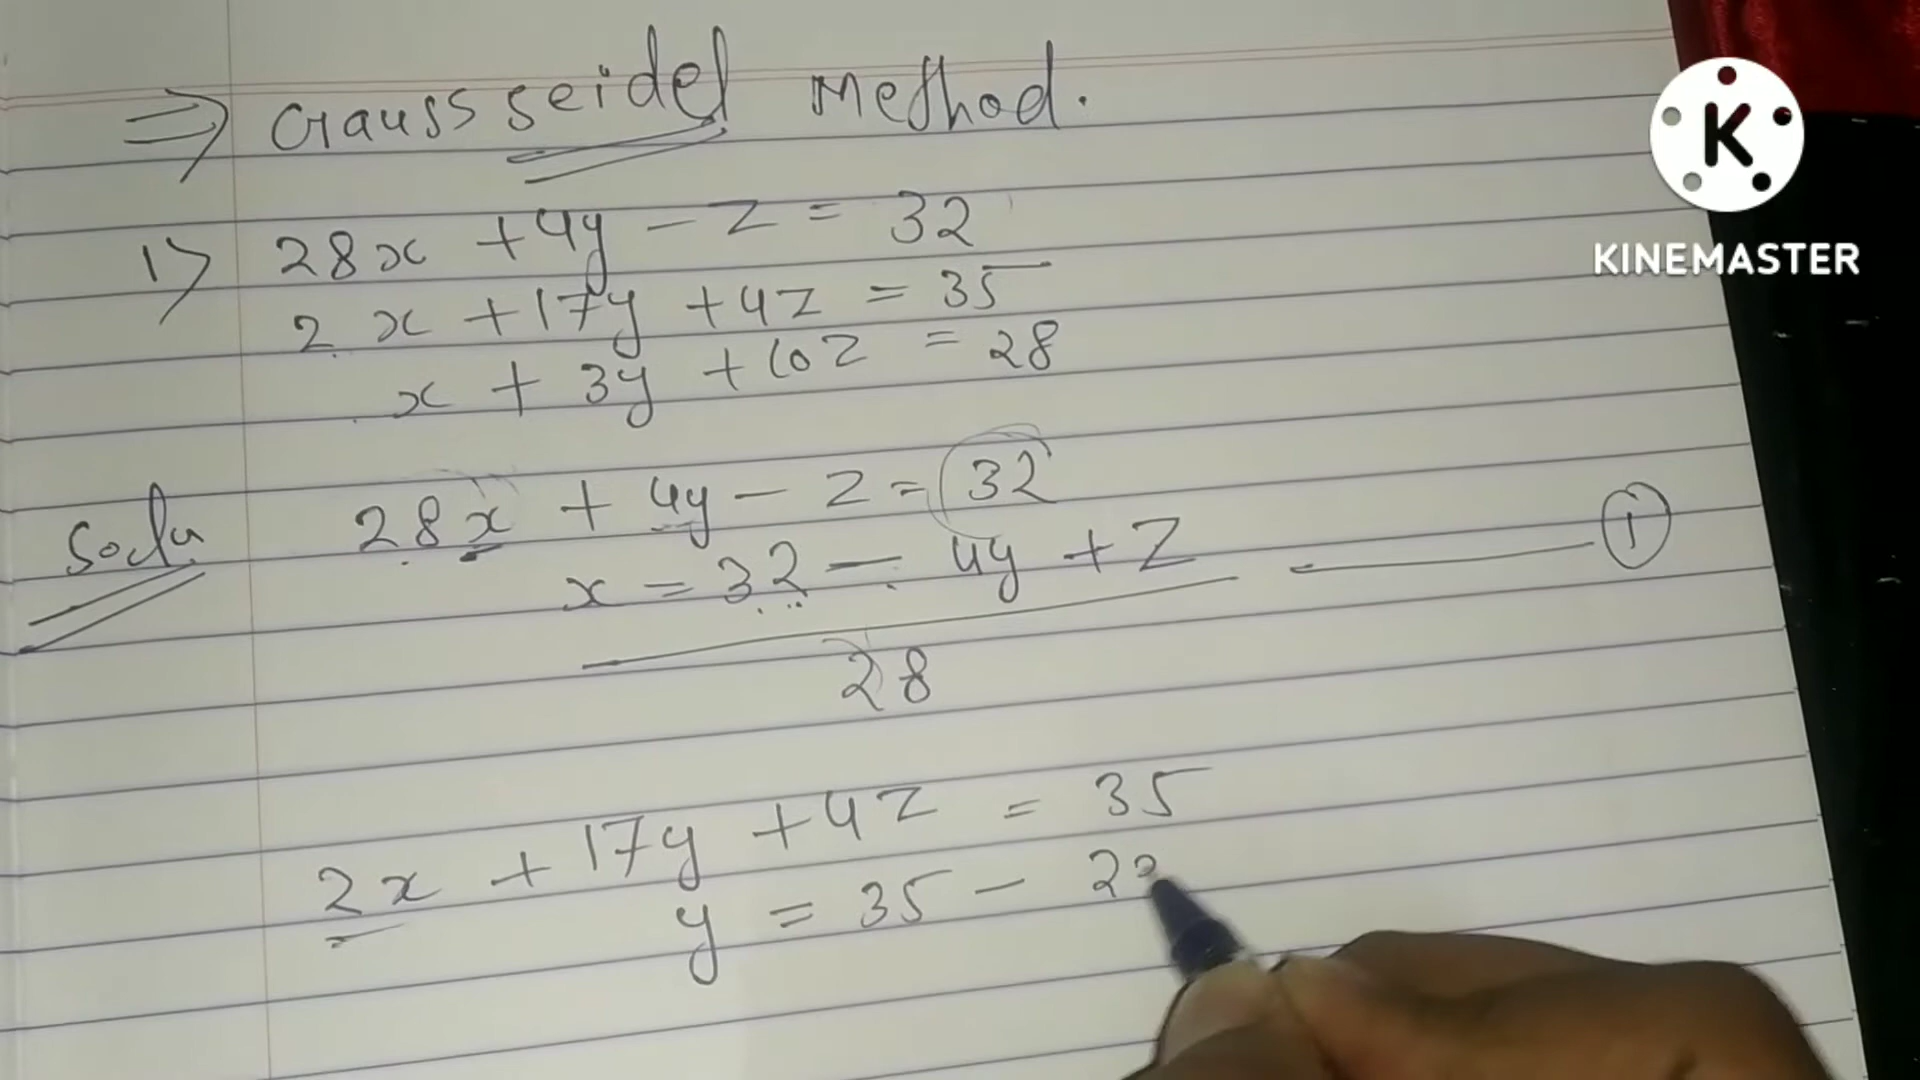 ⇒ Gauss seidel Method.
1) 28x + 4y - z = 32
2x + 17y + 4z = 35
x + 3y + 10z = 28
28x + 4y - z = 32
x = 32 - 4y + z ——— 1
28
2x + 17y + 4z = 35
y = 35 - 2
K
KINEMASTER